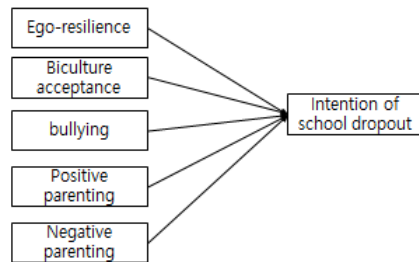 Ego-resilience
Biculture
acceptance
bullying
Positive
parenting
Negative
parenting
Intention of
school dropout